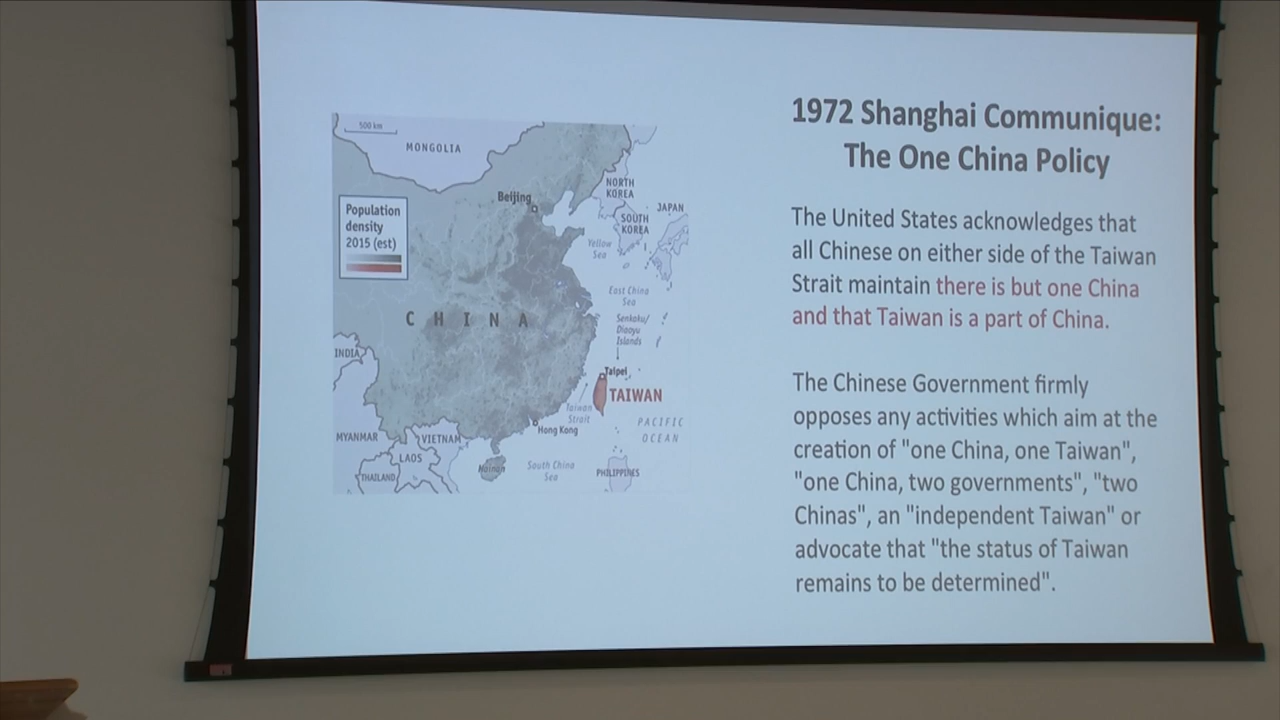 1972 Shanghai Communique:
The One China Policy
The United States acknowledges that
all Chinese on either side of the Taiwan
Strait maintain there is but one China
and that Taiwan is a part of China.
The Chinese Government firmly
opposes any activities which aim at the
creation of "one China, one Taiwan",
"one China, two governments", "two
Chinas", an "independent Taiwan" or
advocate that "the status of Taiwan
remains to be determined".
500 km
MONGOLIA
Population
density
2015 (est)
Beijing
NORTH
KOREA
SOUTH
KOREA
JAPAN
Yellow
Sea
East China
Sea
CHINA
Senkaku/
Diaoyu
Islands
INDIA
Taipei
TAIWAN
Taiwan
Strait
PACIFIC
OCEAN
Hong Kong
MYANMAR
VIETNAM
LAOS
THAILAND
Hainan
South China
Sea
PHILIPPINES